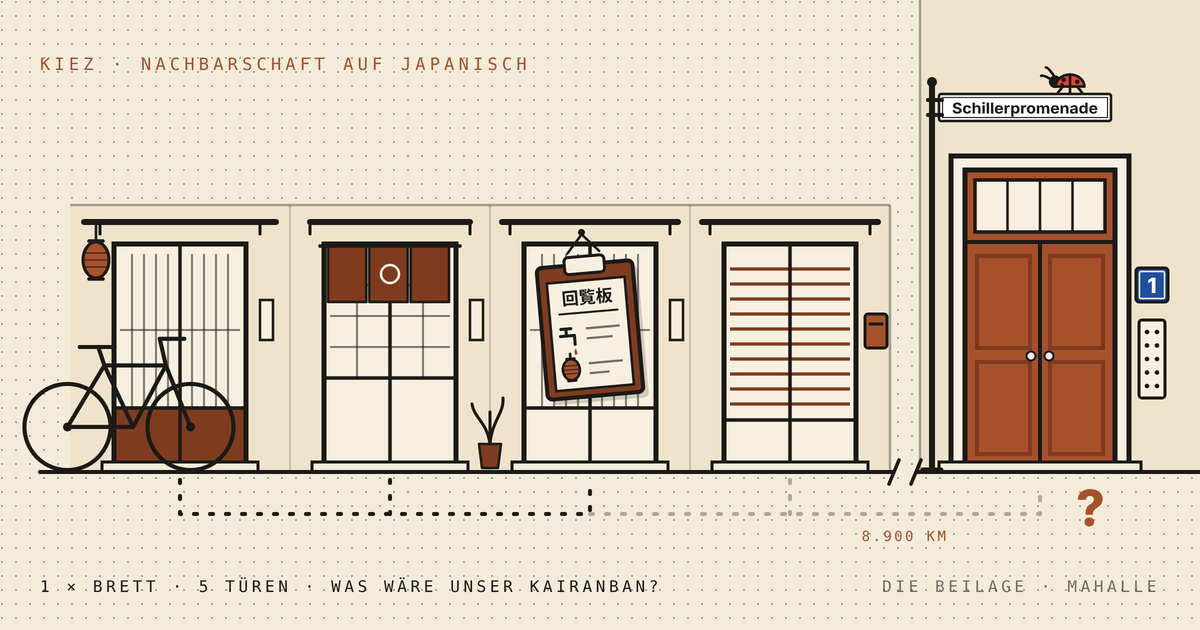 KIEZ · NACHBARSCHAFT AUF JAPANISCH
Schillerpromenade
回覧板
1
?
8.900 KM
1 × BRETT · 5 TÜREN · WAS WÄRE UNSER KAIRANBAN?
DIE BEILAGE · MAHALLE